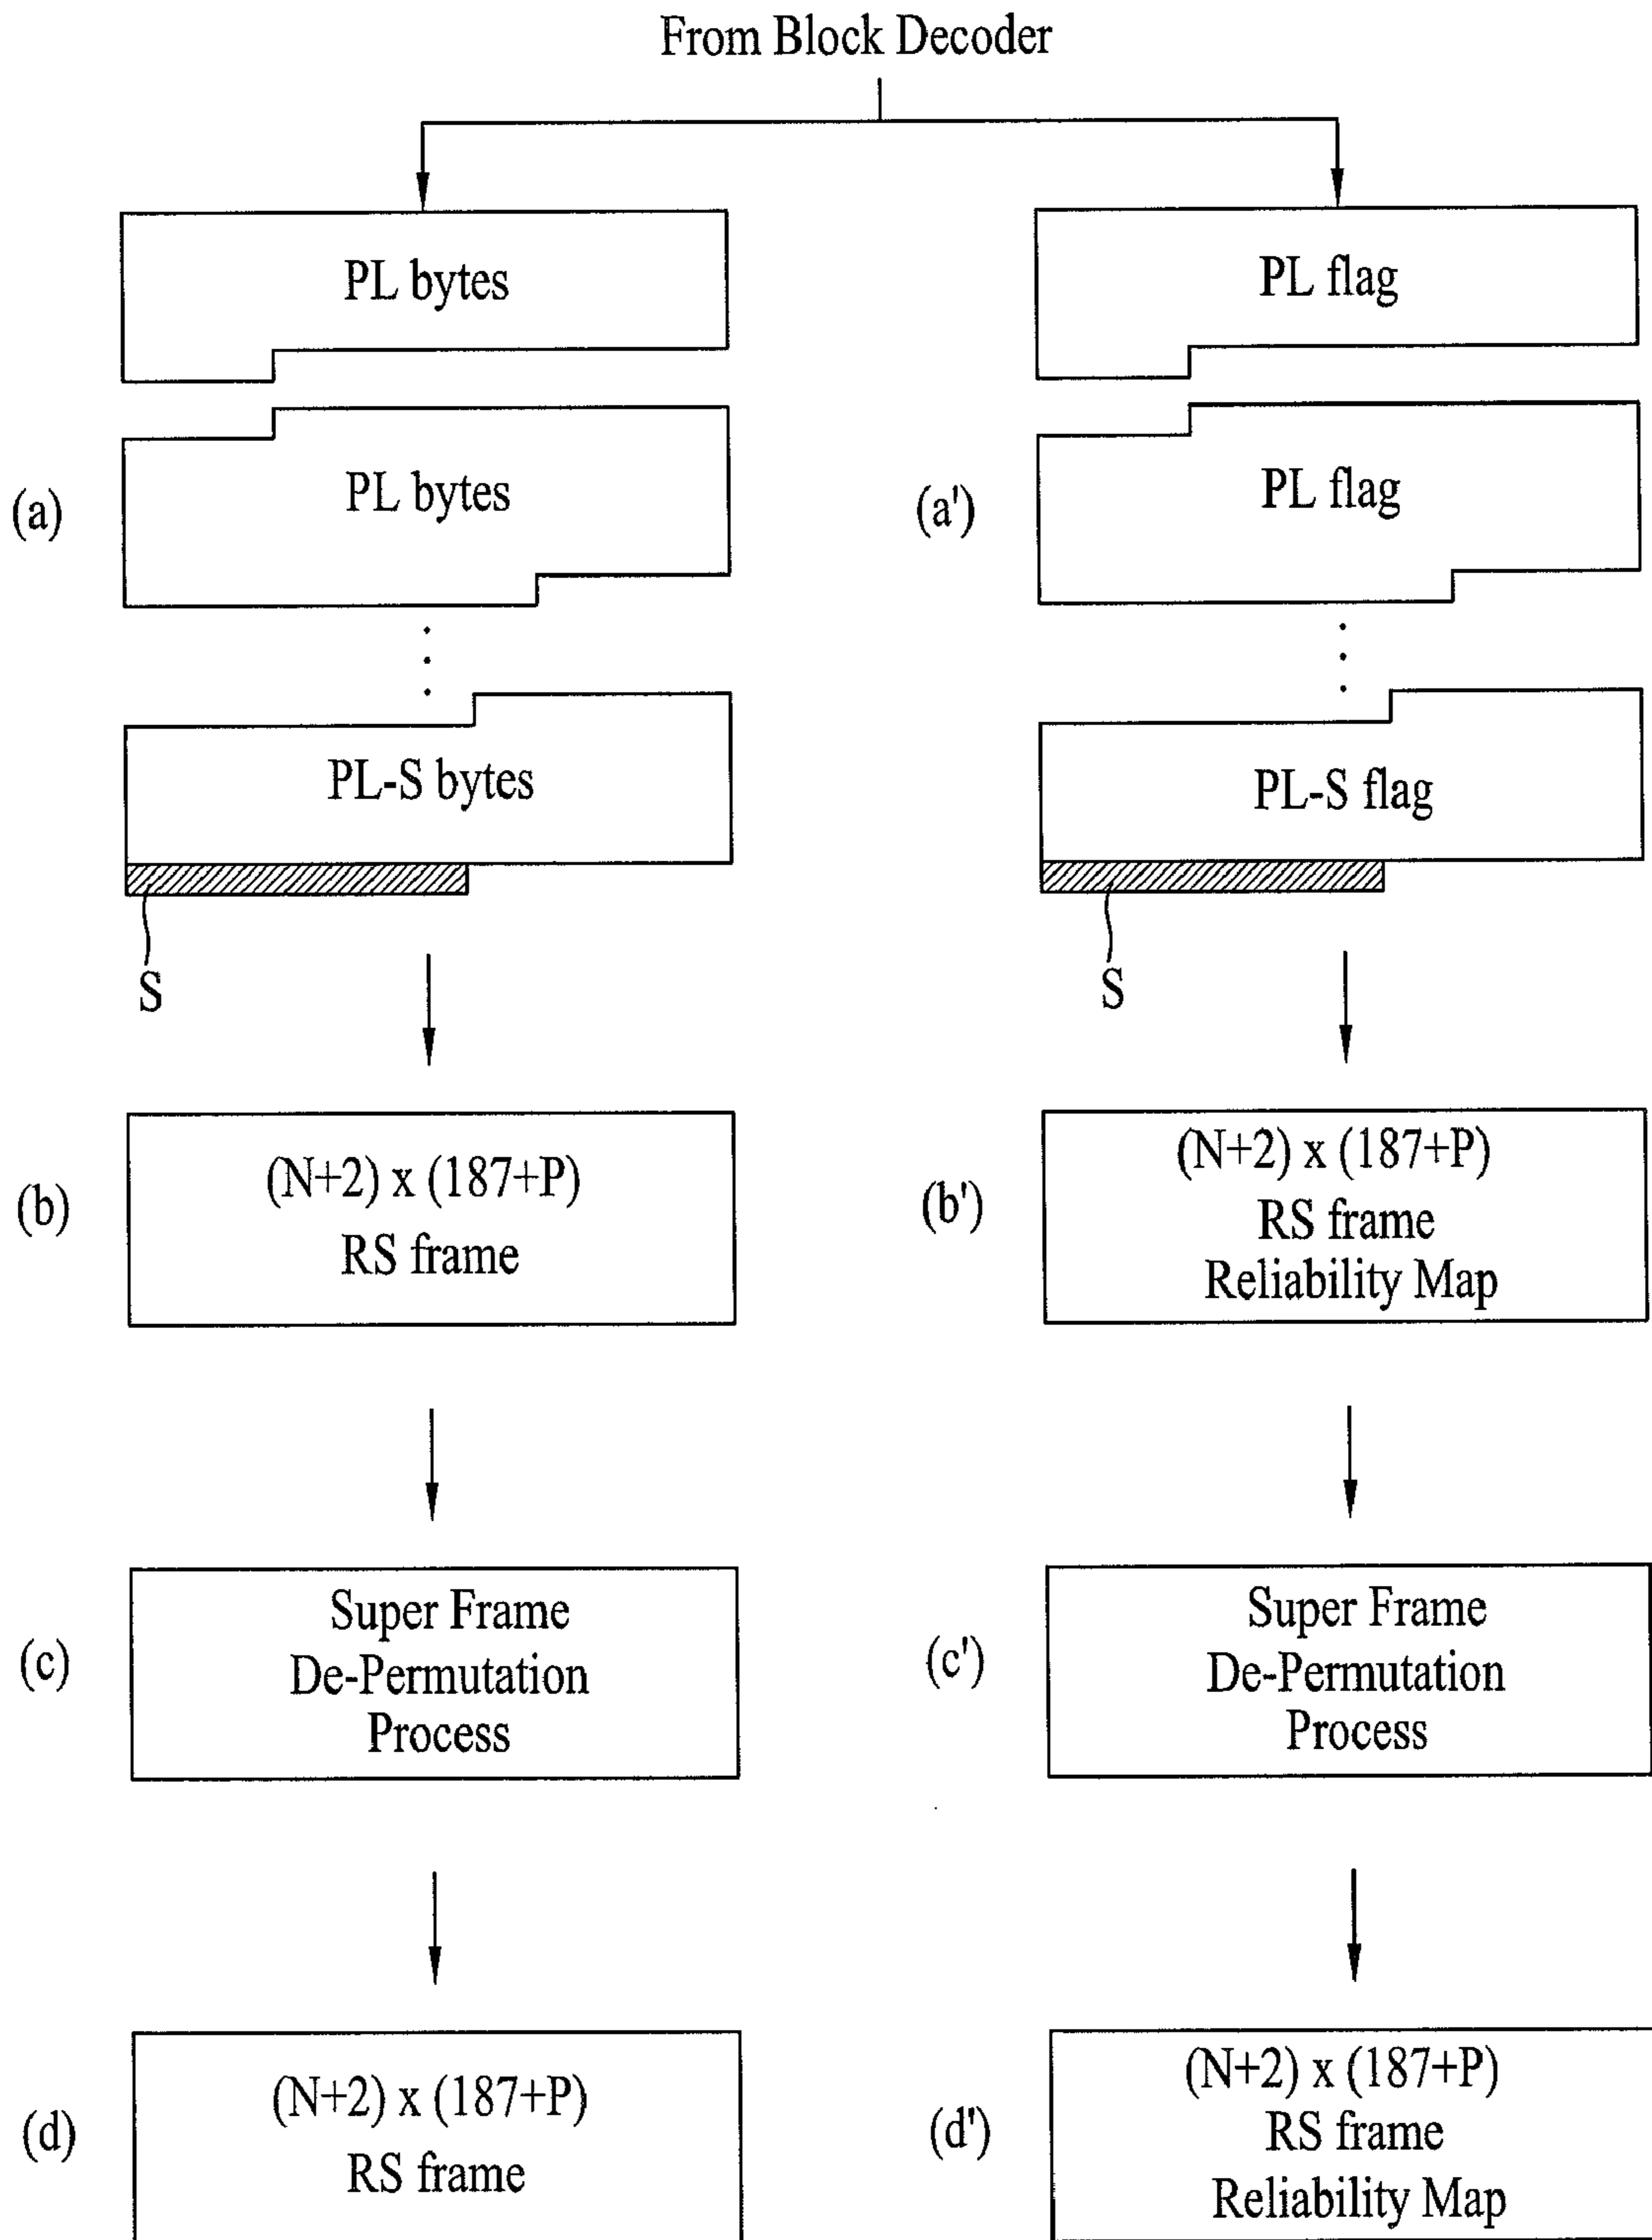 From Block Decoder
PL bytes
PL flag
(a)
PL bytes
(a')
PL flag
PL-S bytes
PL-S flag
S
S
(b)
(N+2) x (187+P)
RS frame
(b')
(N+2) x (187+P)
RS frame
Reliability Map
(c)
Super Frame
De-Permutation
Process
(c')
Super Frame
De-Permutation
Process
(d)
(N+2) x (187+P)
RS frame
(d')
(N+2) x (187+P)
RS frame
Reliability Map